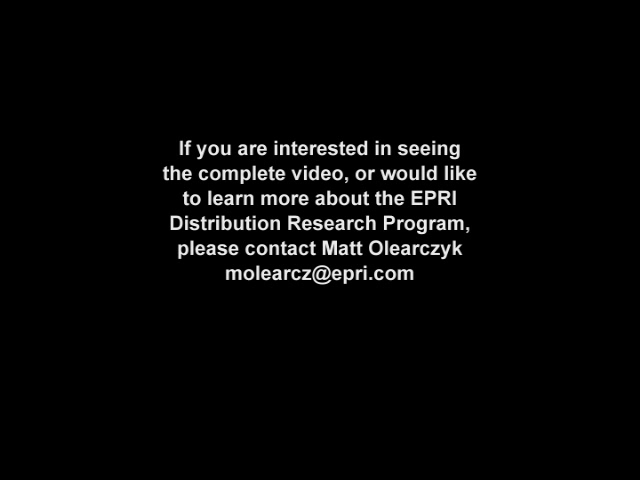 If you are interested in seeing
the complete video, or would like
to learn more about the EPRI
Distribution Research Program,
please contact Matt Olearczyk
molearcz@epri.com